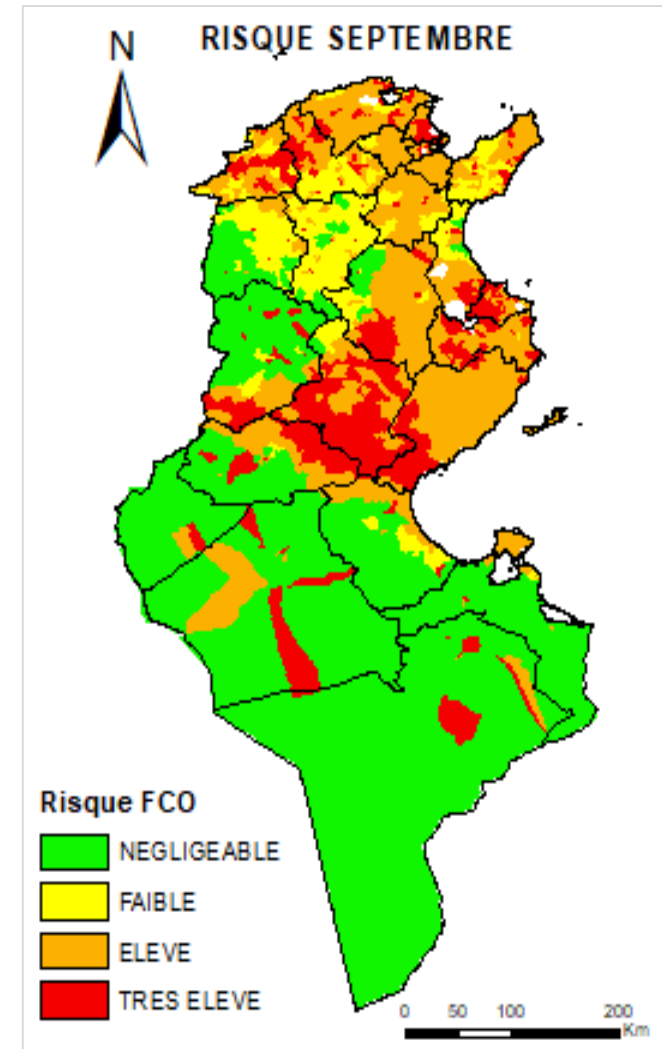 RISQUE SEPTEMBRE
N
Risque FCO
NEGLIGEABLE
FAIBLE
ELEVE
TRES ELEVE
0 50 100 200
Km